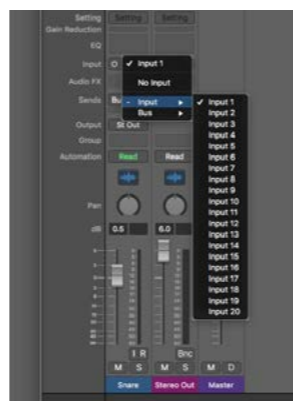 Setting Setting Setting
Gain Reduction
EQ
Input ✓ Input 1
Audio FX No Input
Sends Bu - Input ▶ ✓ Input 1
Bus ▶ Input 2
Input 3
Output St Out Input 4
Group Input 5
Automation Read Read Input 6
Input 7
Input 8
Input 9
Pan Input 10
Input 11
dB 0.5 6.0 Input 12
Input 13
Input 14
Input 15
Input 16
Input 17
Input 18
Input 19
Input 20
I R Bnc
M S M S M D
Snare Stereo Out Master